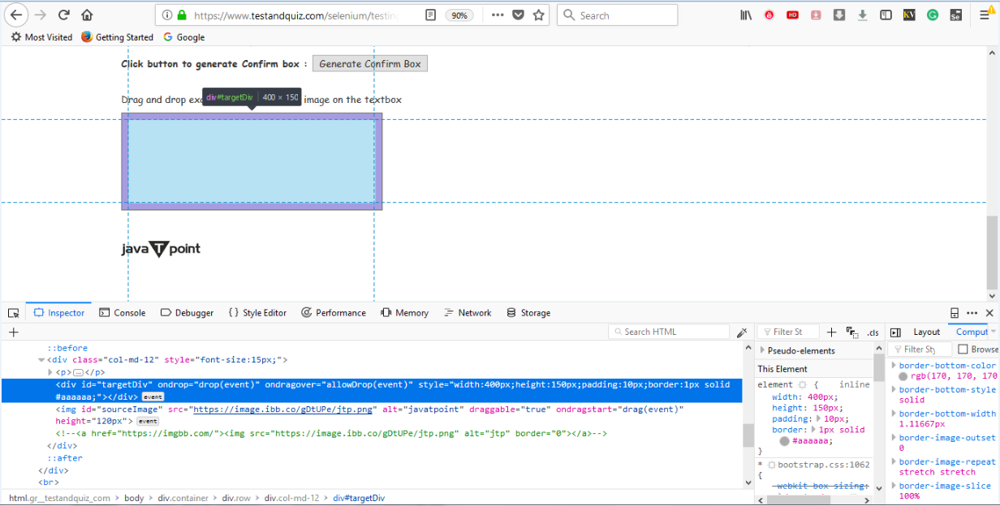 https://www.testandquiz.com/selenium/testin
90%
Search
HD
KV
G
Se
Most Visited Getting Started G Google
Click button to generate Confirm box : Generate Confirm Box
Drag and drop exa
div#targetDiv 400 × 150
image on the textbox
java T point
Inspector Console Debugger { } Style Editor Performance Memory Network Storage
+ Search HTML
Filter St + .cls Layout Comput
::before
<div class="col-md-12" style="font-size:15px;">
<p>…</p>
<div id="targetDiv" ondrop="drop(event)" ondragover="allowDrop(event)" style="width:400px;height:150px;padding:10px;border:1px solid
#aaaaaa;"></div> event
<img id="sourceImage" src="https://image.ibb.co/gDtUPe/jtp.png" alt="javatpoint" draggable="true" ondragstart="drag(event)"
height="120px"> event
<!--<a href="https://imgbb.com/"><img src="https://image.ibb.co/gDtUPe/jtp.png" alt="jtp" border="0"></a>-->
</div>
::after
</div>
<br>
html.gr__testandquiz_com > body > div.container > div.row > div.col-md-12 > div#targetDiv
Pseudo-elements
This Element
element { inline
width: 400px;
height: 150px;
padding: 10px;
border: 1px solid
#aaaaaa;
}
* bootstrap.css:1062
{
-webkit-box-sizing:
Filter Sty Browse
border-bottom-color
rgb(170, 170, 170
border-bottom-style
solid
border-bottom-width
1.11667px
border-image-outset
0
border-image-repeat
stretch stretch
border-image-slice
100%